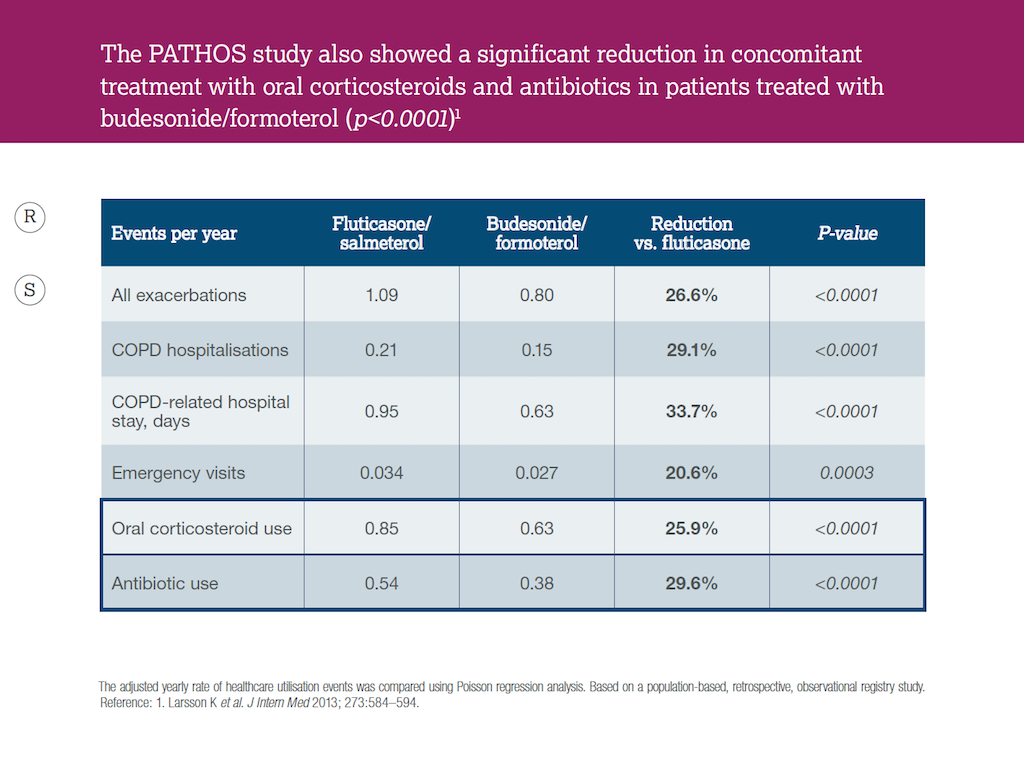 The PATHOS study also showed a significant reduction in concomitant
treatment with oral corticosteroids and antibiotics in patients treated with
budesonide/formoterol (p<0.0001)¹
R
S
Events per year
Fluticasone/
salmeterol
Budesonide/
formoterol
Reduction
vs. fluticasone
P-value
All exacerbations 1.09 0.80 26.6% <0.0001
COPD hospitalisations 0.21 0.15 29.1% <0.0001
COPD-related hospital
stay, days 0.95 0.63 33.7% <0.0001
Emergency visits 0.034 0.027 20.6% 0.0003
Oral corticosteroid use 0.85 0.63 25.9% <0.0001
Antibiotic use 0.54 0.38 29.6% <0.0001
The adjusted yearly rate of healthcare utilisation events was compared using Poisson regression analysis. Based on a population-based, retrospective, observational registry study.
Reference: 1. Larsson K et al. J Intern Med 2013; 273:584–594.